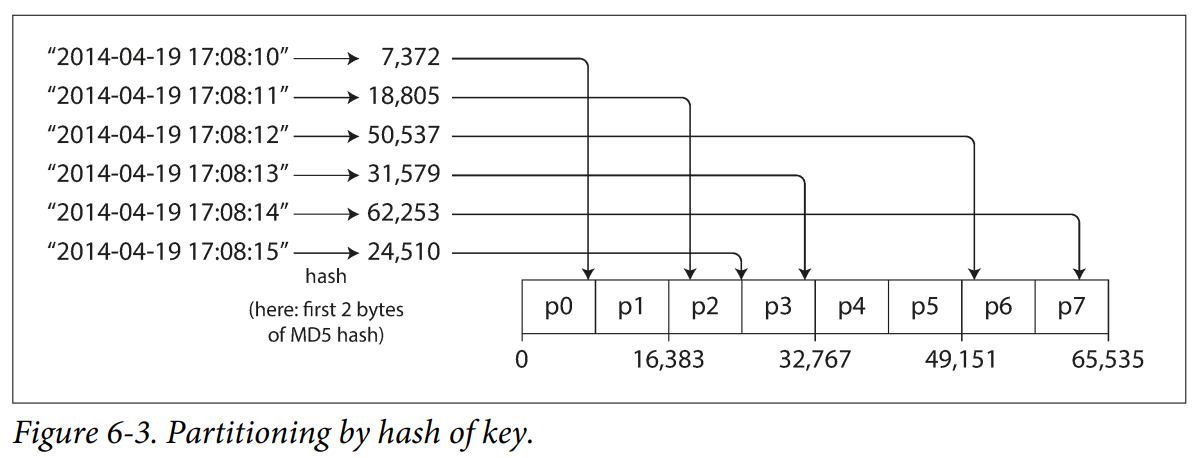 “2014-04-19 17:08:10” 7,372
“2014-04-19 17:08:11” 18,805
“2014-04-19 17:08:12” 50,537
“2014-04-19 17:08:13” 31,579
“2014-04-19 17:08:14” 62,253
“2014-04-19 17:08:15” 24,510
hash
(here: first 2 bytes
of MD5 hash)
p0 p1 p2 p3 p4 p5 p6 p7
0 16,383 32,767 49,151 65,535
Figure 6-3. Partitioning by hash of key.